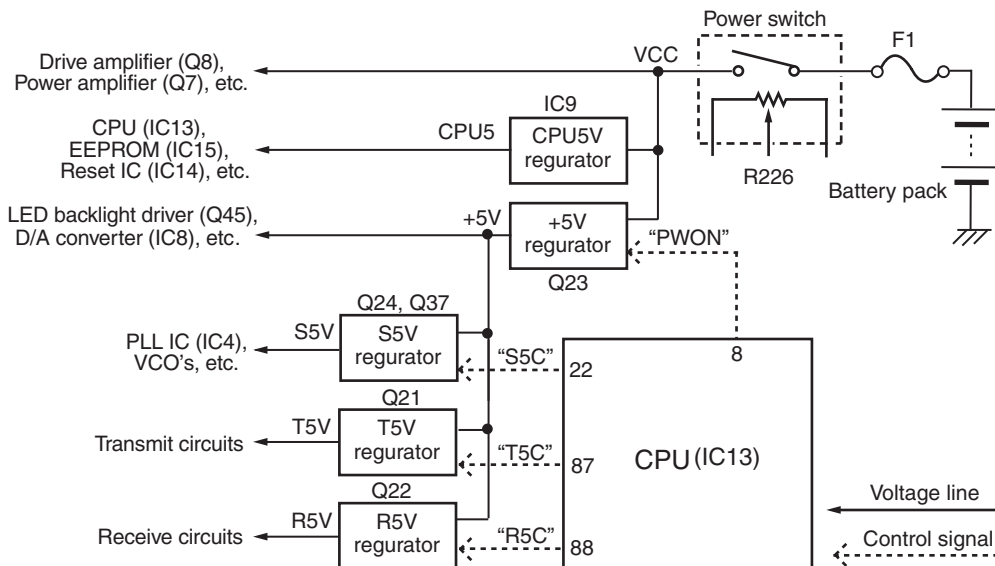 Power switch
F1
VCC
Drive amplifier (Q8),
Power amplifier (Q7), etc.
IC9
CPU (IC13),
EEPROM (IC15),
Reset IC (IC14), etc.
CPU5
CPU5V
regurator
R226
Battery pack
LED backlight driver (Q45),
D/A converter (IC8), etc.
+5V
+5V
regurator
“PWON”
Q23
Q24, Q37
PLL IC (IC4),
VCO’s, etc.
S5V
S5V
regurator
“S5C”
22
8
Q21
Transmit circuits
T5V
T5V
regurator
“T5C”
87
CPU (IC13)
Q22
Receive circuits
R5V
R5V
regurator
“R5C”
88
Voltage line
Control signal